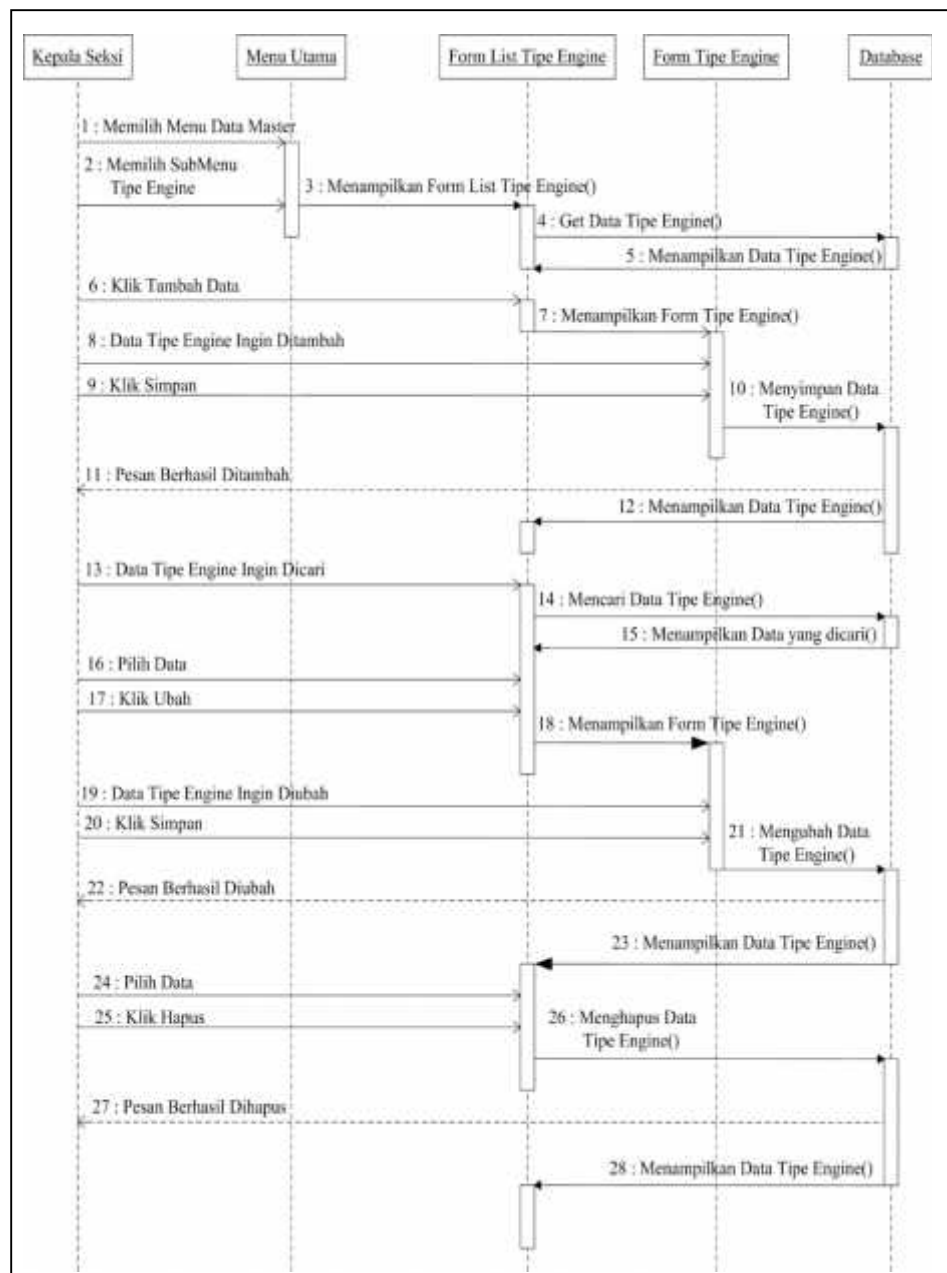 Kepala Seksi
Menu Utama
Form List Tipe Engine
Form Tipe Engine
Database
1 : Memilih Menu Data Master
2 : Memilih SubMenu
Tipe Engine
3 : Menampilkan Form List Tipe Engine()
4 : Get Data Tipe Engine()
5 : Menampilkan Data Tipe Engine()
6 : Klik Tambah Data
7 : Menampilkan Form Tipe Engine()
8 : Data Tipe Engine Ingin Ditambah
9 : Klik Simpan
10 : Menyimpan Data
Tipe Engine()
11 : Pesan Berhasil Ditambah
12 : Menampilkan Data Tipe Engine()
13 : Data Tipe Engine Ingin Dicari
14 : Mencari Data Tipe Engine()
15 : Menampilkan Data yang dicari()
16 : Pilih Data
17 : Klik Ubah
18 : Menampilkan Form Tipe Engine()
19 : Data Tipe Engine Ingin Diubah
20 : Klik Simpan
21 : Mengubah Data
Tipe Engine()
22 : Pesan Berhasil Diubah
23 : Menampilkan Data Tipe Engine()
24 : Pilih Data
25 : Klik Hapus
26 : Menghapus Data
Tipe Engine()
27 : Pesan Berhasil Dihapus
28 : Menampilkan Data Tipe Engine()